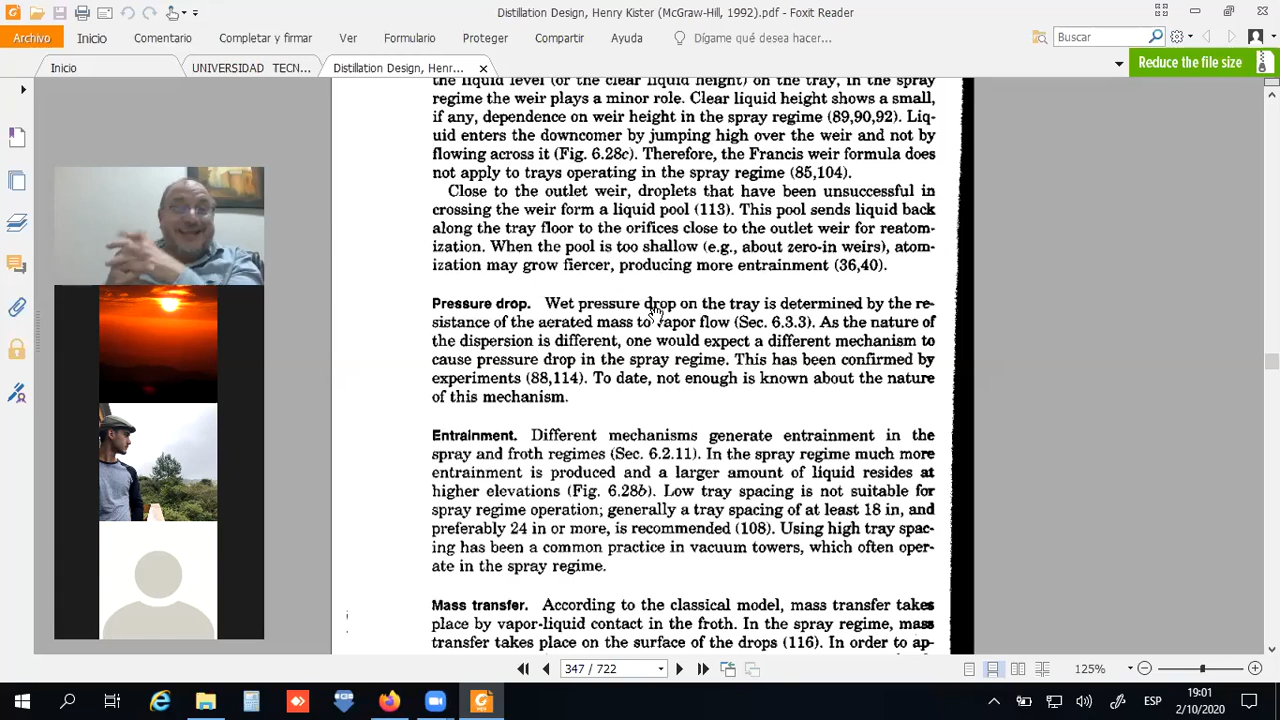 Distillation Design, Henry Kister (McGraw-Hill, 1992).pdf - Foxit Reader
Archivo Inicio Comentario Completar y firmar Ver Formulario Proteger Compartir Ayuda Dígame qué desea hacer... Buscar
Inicio UNIVERSIDAD TECN... Distillation Design, Henr... Reduce the file size
the liquid level (or the clear liquid height) on the tray, in the spray
regime the weir plays a minor role. Clear liquid height shows a small,
if any, dependence on weir height in the spray regime (89,90,92). Liq-
uid enters the downcomer by jumping high over the weir and not by
flowing across it (Fig. 6.28c). Therefore, the Francis weir formula does
not apply to trays operating in the spray regime (85,104).
Close to the outlet weir, droplets that have been unsuccessful in
crossing the weir form a liquid pool (113). This pool sends liquid back
along the tray floor to the orifices close to the outlet weir for reatom-
ization. When the pool is too shallow (e.g., about zero-in weirs), atom-
ization may grow fiercer, producing more entrainment (36,40).
Pressure drop. Wet pressure drop on the tray is determined by the re-
sistance of the aerated mass to vapor flow (Sec. 6.3.3). As the nature of
the dispersion is different, one would expect a different mechanism to
cause pressure drop in the spray regime. This has been confirmed by
experiments (88,114). To date, not enough is known about the nature
of this mechanism.
Entrainment. Different mechanisms generate entrainment in the
spray and froth regimes (Sec. 6.2.11). In the spray regime much more
entrainment is produced and a larger amount of liquid resides at
higher elevations (Fig. 6.28b). Low tray spacing is not suitable for
spray regime operation; generally a tray spacing of at least 18 in, and
preferably 24 in or more, is recommended (108). Using high tray spac-
ing has been a common practice in vacuum towers, which often oper-
ate in the spray regime.
Mass transfer. According to the classical model, mass transfer takes
place by vapor-liquid contact in the froth. In the spray regime, mass
transfer takes place on the surface of the drops (116). In order to ap-
347 / 722 125%
ESP 19:01
2/10/2020